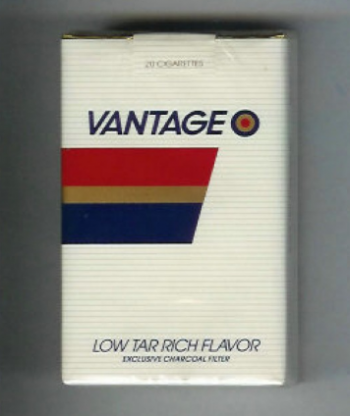 20 CIGARETTES
VANTAGE
LOW TAR RICH FLAVOR
EXCLUSIVE CHARCOAL FILTER